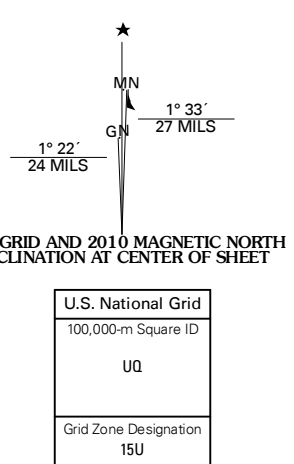 ★
MN
1° 33´
27 MILS
GN
1° 22´
24 MILS
GRID AND 2010 MAGNETIC NORTH
CLINATION AT CENTER OF SHEET
U.S. National Grid
100,000-m Square ID
UQ
Grid Zone Designation
15U